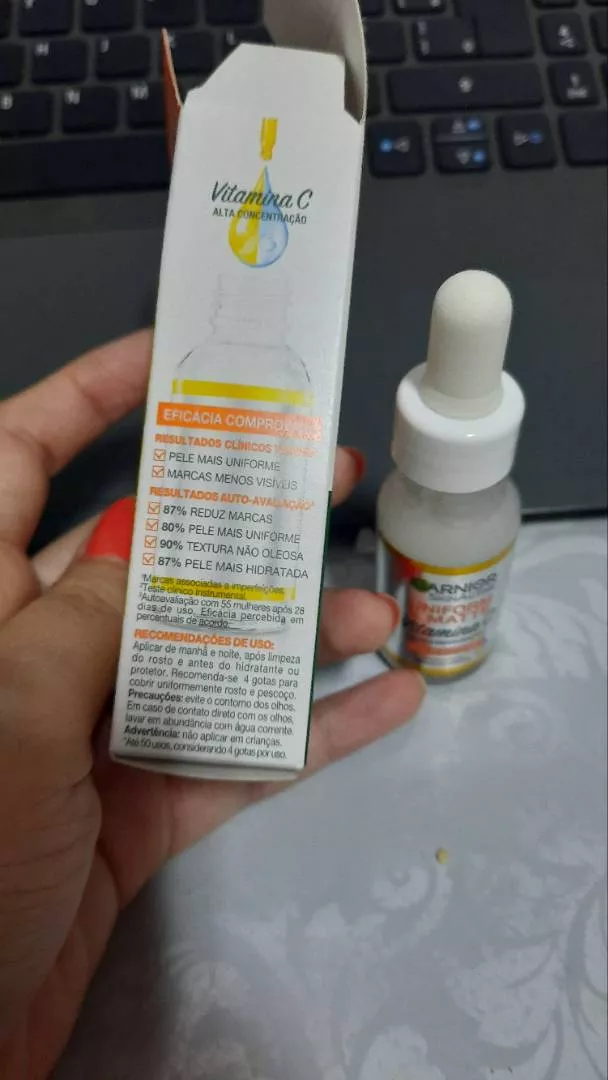 Vitamina C
ALTA CONCENTRAÇÃO
EFICÁCIA
RESULTADOS CLÍNICOS
PELE MAIS UNIFORME
MARCAS MENOS VISÍVEIS
RESULTADOS AUTO-AVALIAÇÃO
87% REDUZ MARCAS
80% PELE MAIS UNIFORME
90% TEXTURA NÃO OLEOSA
87% PELE MAIS HIDRATADA
Marcas associadas a imperfeições.
Teste clínico instrumental.
Autoavaliação com 55 mulheres após 28
dias de uso. Eficácia percebida em
percentuais de acordo.
RECOMENDAÇÕES DE USO:
Aplicar de manhã e noite, após limpeza
do rosto e antes do hidratante ou
protetor. Recomenda-se 4 gotas para
cobrir uniformemente rosto e pescoço.
Precauções: evite o contorno dos olhos.
Em caso de contato direto com os olhos,
lavar em abundância com água corrente.
Advertência: não aplicar em crianças.
*Até 50 usos, considerando 4 gotas por uso.
GARNIER
UNIFORM
MATT
Vitamina C